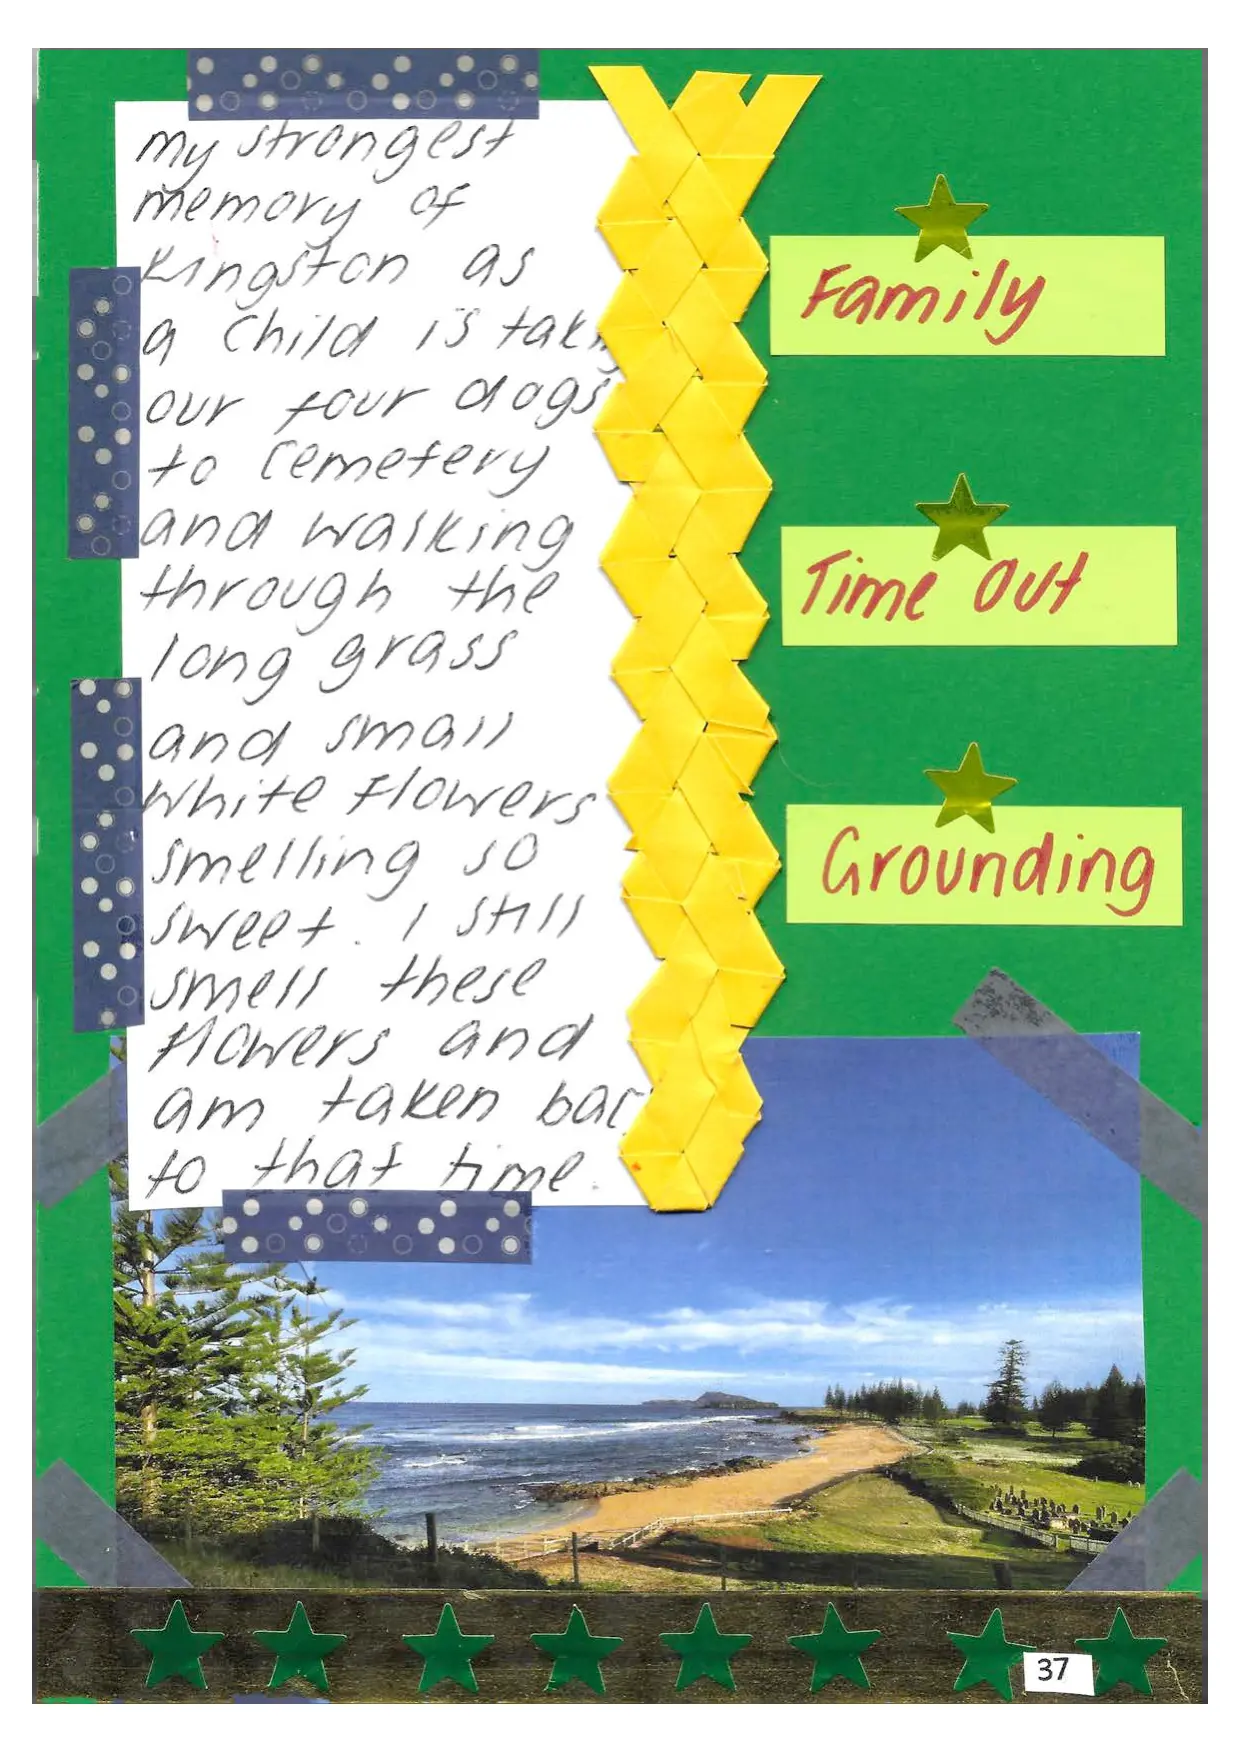 my strongest
memory of
Kingston as
a child is taking
our four dogs
to cemetery
and walking
through the
long grass
and small
white flowers
smelling so
sweet. I still
smell these
flowers and
am taken bac
to that time.
Family
Time Out
Grounding
37